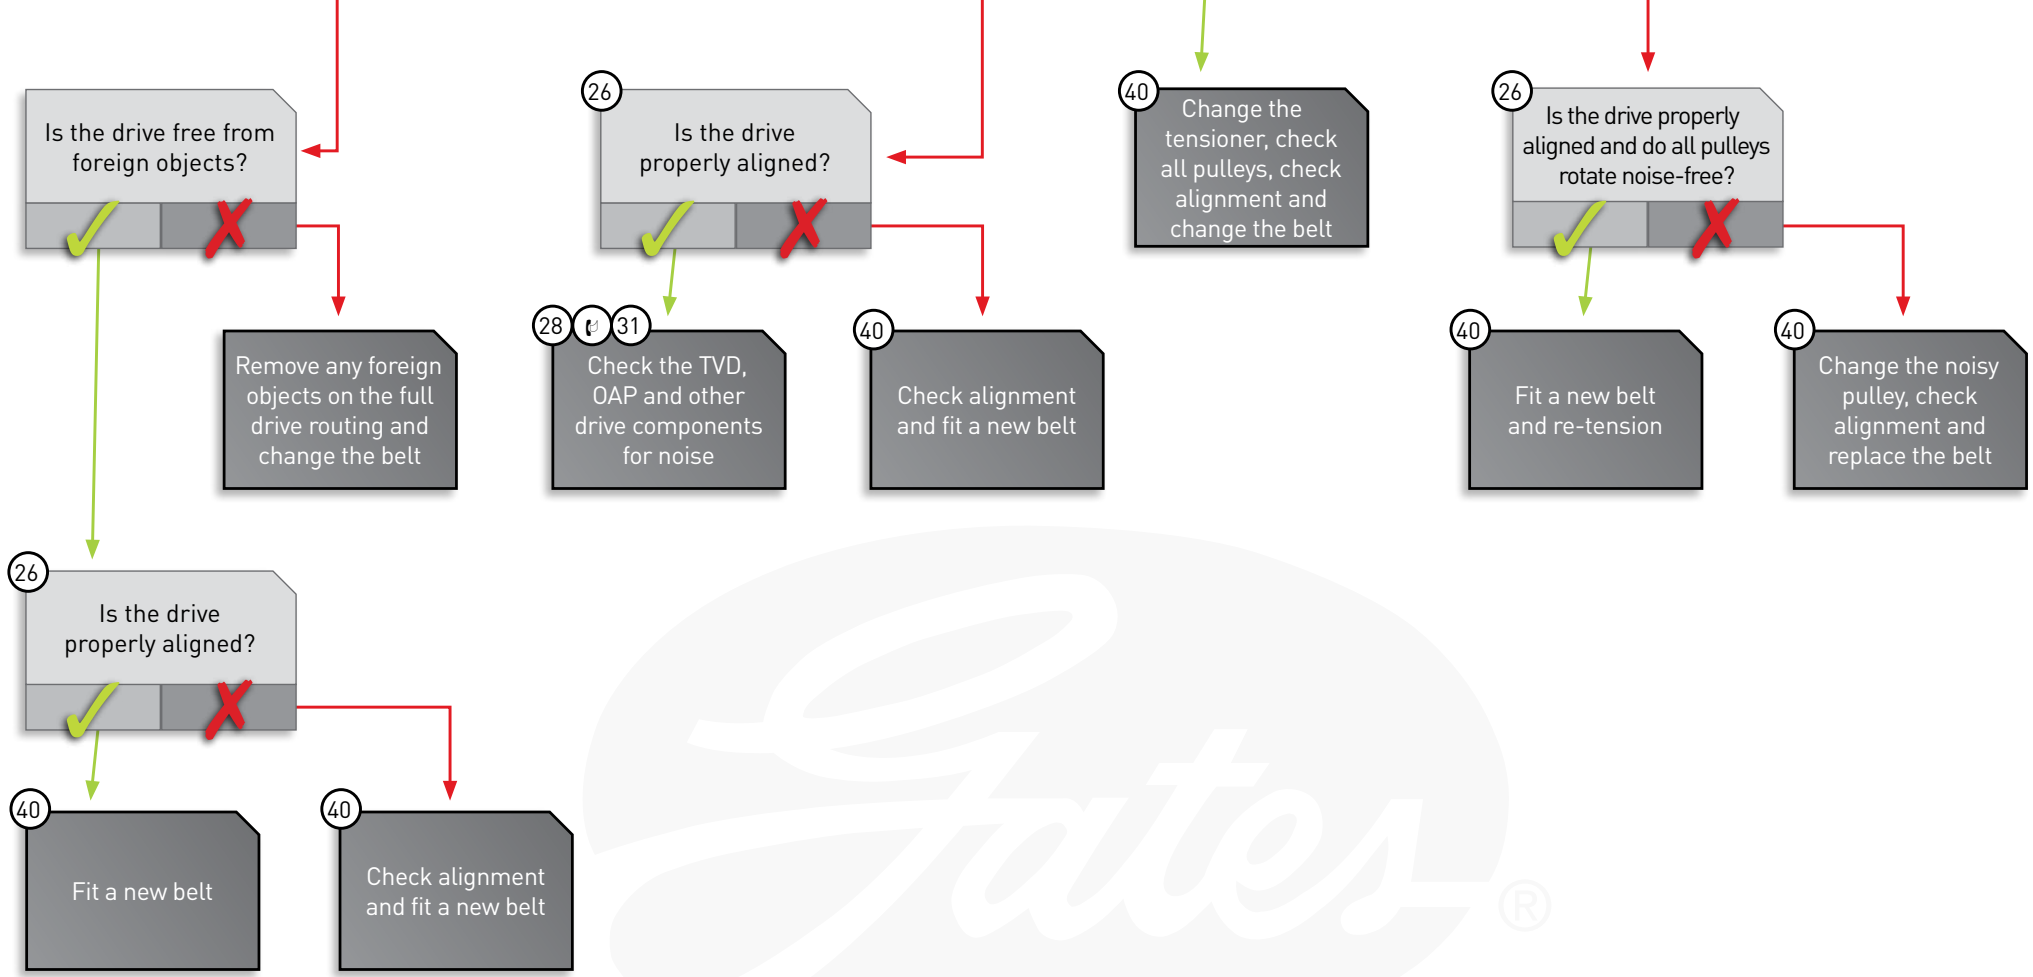 Is the drive free from
foreign objects?
26
Is the drive
properly aligned?
40
Change the
tensioner, check
all pulleys, check
alignment and
change the belt
26
Is the drive properly
aligned and do all pulleys
rotate noise-free?
Remove any foreign
objects on the full
drive routing and
change the belt
28
31
Check the TVD,
OAP and other
drive components
for noise
40
Check alignment
and fit a new belt
40
Fit a new belt
and re-tension
40
Change the noisy
pulley, check
alignment and
replace the belt
26
Is the drive
properly aligned?
40
Fit a new belt
40
Check alignment
and fit a new belt
Gates
®